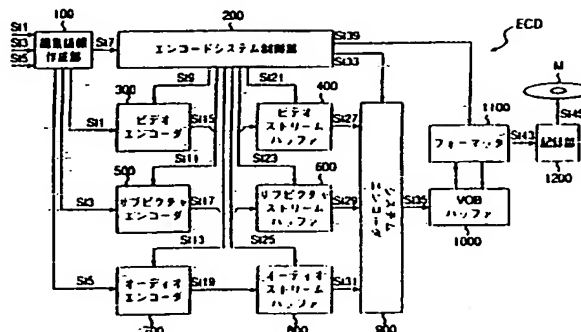 200
100
ECD
St1
St3
St5
編集情報
作成部
St7
エンコードシステム制御部
St39
St33
St9
St21
M
300
400
St1
ビデオ
エンコーダ
St15
ビデオ
ストリーム
バッファ
St27
1100
St45
フォーマッタ
St43
記録部
1200
St11
St23
500
600
St3
サブピクチャ
エンコーダ
St17
サブピクチャ
ストリーム
バッファ
St29
システム
エンコーダ
St35
VOB
バッファ
1000
St13
St25
St5
オーディオ
エンコーダ
St19
オーディオ
ストリーム
バッファ
St31
700
800
900